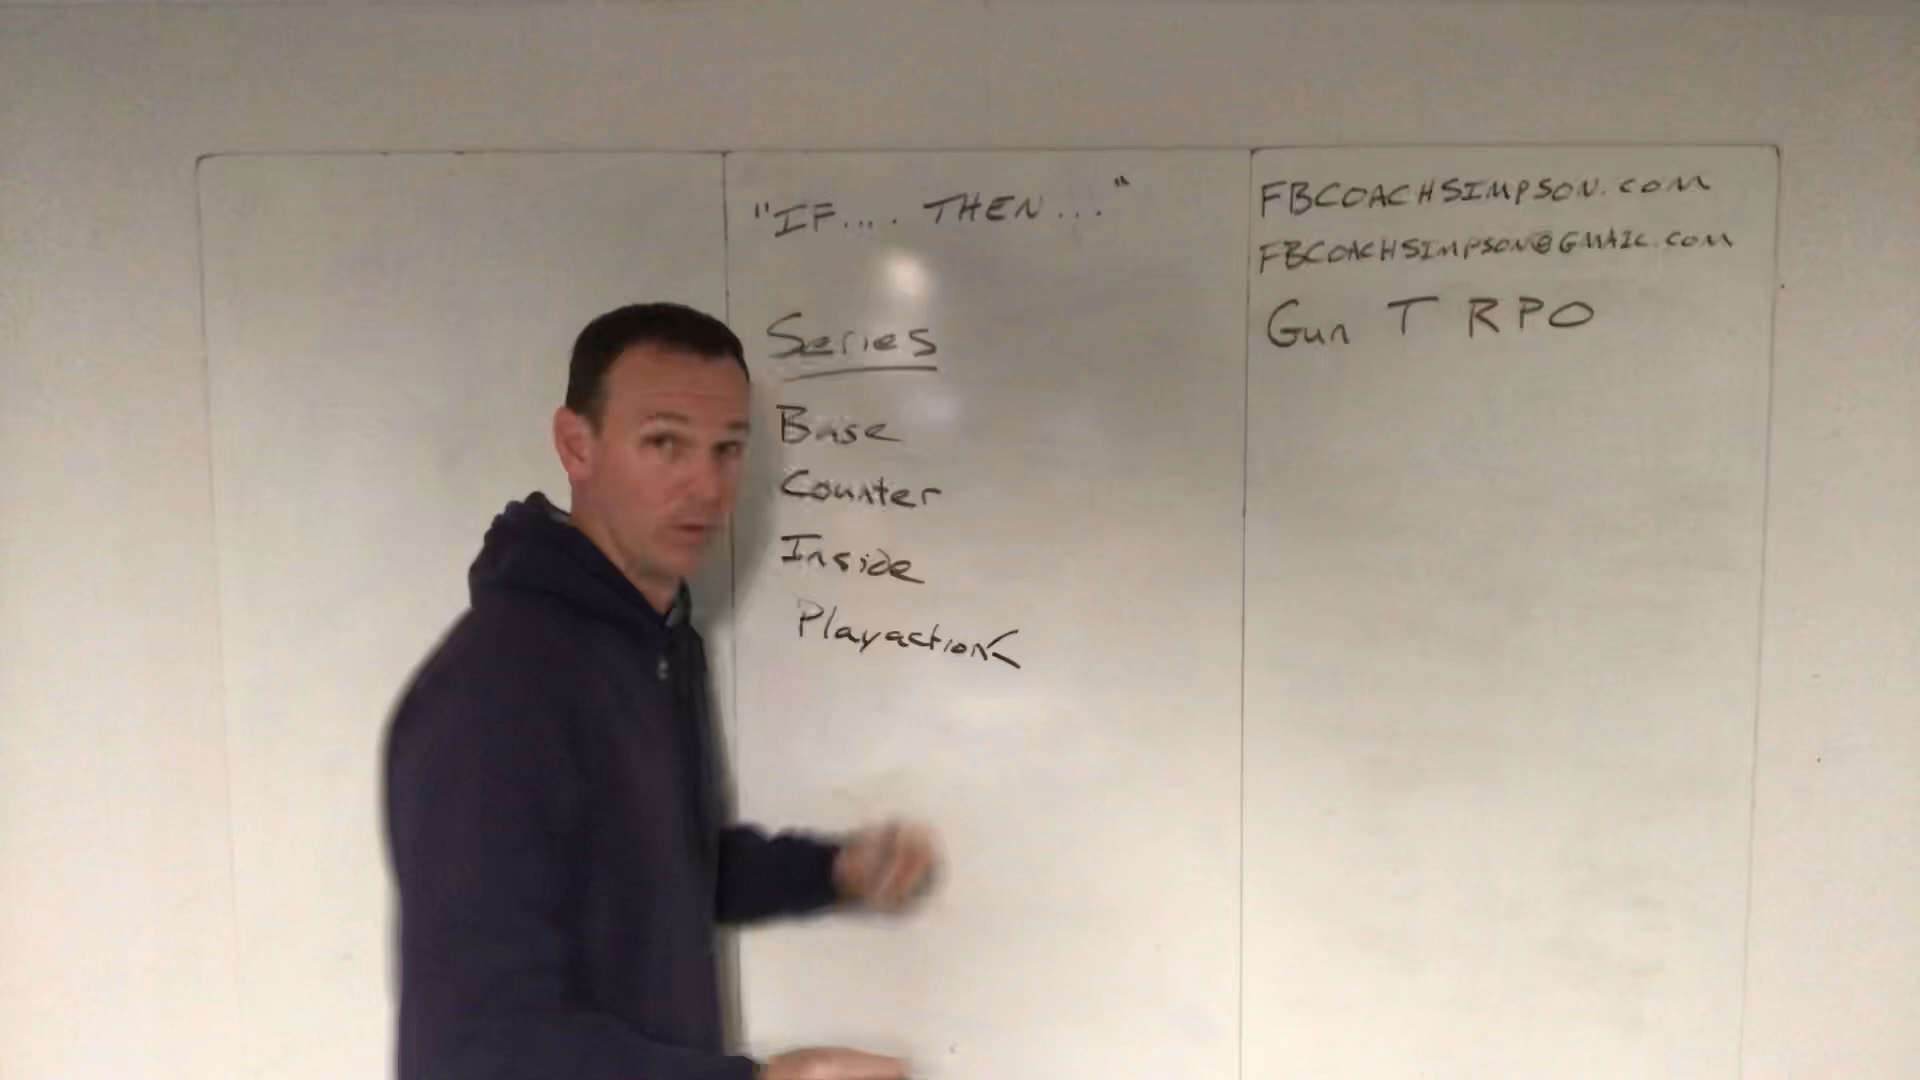 "IF.... THEN..."
Series
Base
Counter
Inside
Playaction
FBCOACHSIMPSON.COM
FBCOACHSIMPSON@GMAIL.COM
Gun T RPO